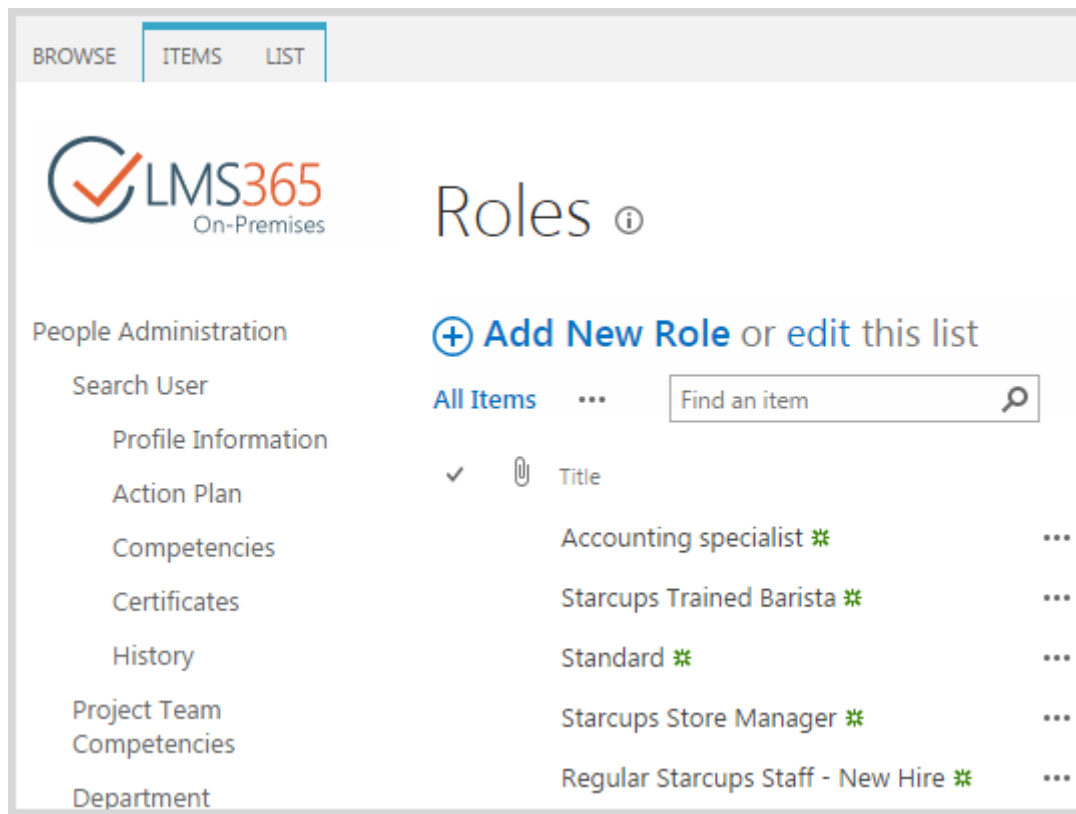 BROWSE ITEMS LIST
LMS365
On-Premises
Roles
People Administration
Search User
Profile Information
Action Plan
Competencies
Certificates
History
Project Team
Competencies
Department
Add New Role or edit this list
All Items ••• Find an item
Title
Accounting specialist •••
Starcups Trained Barista •••
Standard •••
Starcups Store Manager •••
Regular Starcups Staff - New Hire •••